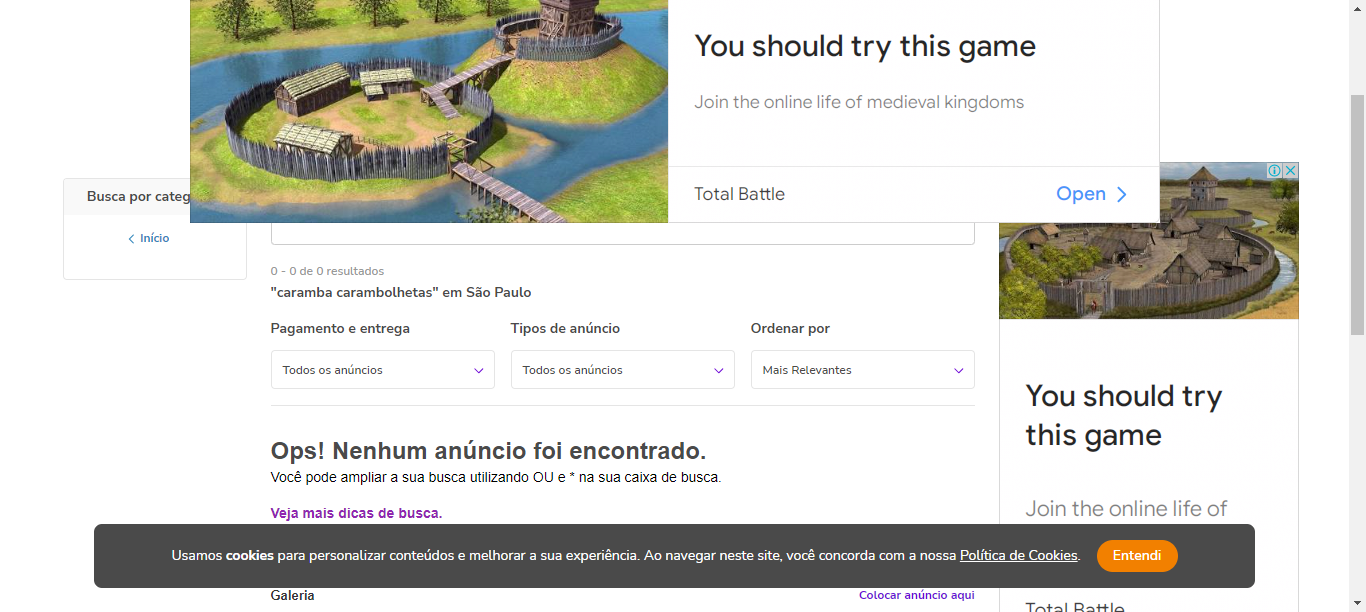 You should try this game
Join the online life of medieval kingdoms
Total Battle
Open
Busca por categ
Início
0 - 0 de 0 resultados
"caramba carambolhetas" em São Paulo
Pagamento e entrega
Tipos de anúncio
Ordenar por
Todos os anúncios
Todos os anúncios
Mais Relevantes
Ops! Nenhum anúncio foi encontrado.
Você pode ampliar a sua busca utilizando OU e * na sua caixa de busca.
Veja mais dicas de busca.
You should try
this game
Join the online life of
Usamos cookies para personalizar conteúdos e melhorar a sua experiência. Ao navegar neste site, você concorda com a nossa Política de Cookies.
Entendi
Galeria
Colocar anúncio aqui
Total Battle